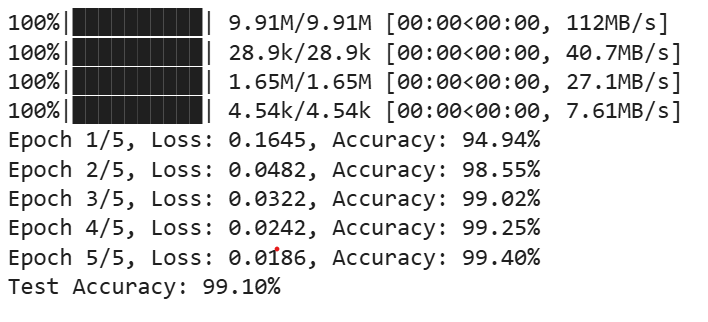 100%|██████████| 9.91M/9.91M [00:00<00:00, 112MB/s]
100%|██████████| 28.9k/28.9k [00:00<00:00, 40.7MB/s]
100%|██████████| 1.65M/1.65M [00:00<00:00, 27.1MB/s]
100%|██████████| 4.54k/4.54k [00:00<00:00, 7.61MB/s]
Epoch 1/5, Loss: 0.1645, Accuracy: 94.94%
Epoch 2/5, Loss: 0.0482, Accuracy: 98.55%
Epoch 3/5, Loss: 0.0322, Accuracy: 99.02%
Epoch 4/5, Loss: 0.0242, Accuracy: 99.25%
Epoch 5/5, Loss: 0.0186, Accuracy: 99.40%
Test Accuracy: 99.10%